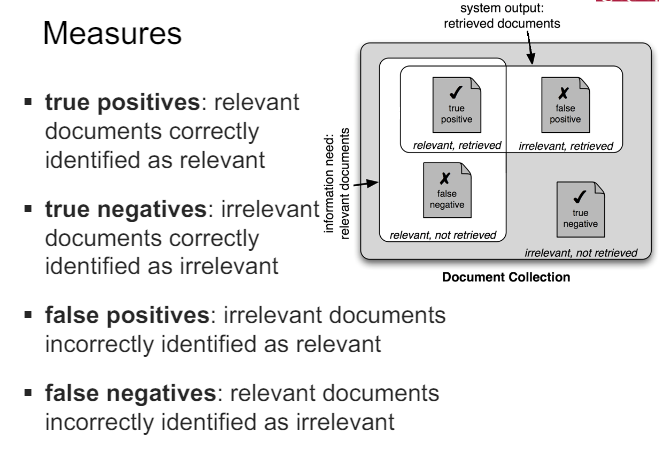 Measures
▪ true positives: relevant
documents correctly
identified as relevant
▪ true negatives: irrelevant
documents correctly
identified as irrelevant
▪ false positives: irrelevant documents
incorrectly identified as relevant
▪ false negatives: relevant documents
incorrectly identified as irrelevant
system output:
retrieved documents
information need:
relevant documents
✓
true
positive
relevant, retrieved
✗
false
positive
irrelevant, retrieved
✗
false
negative
relevant, not retrieved
✓
true
negative
irrelevant, not retrieved
Document Collection